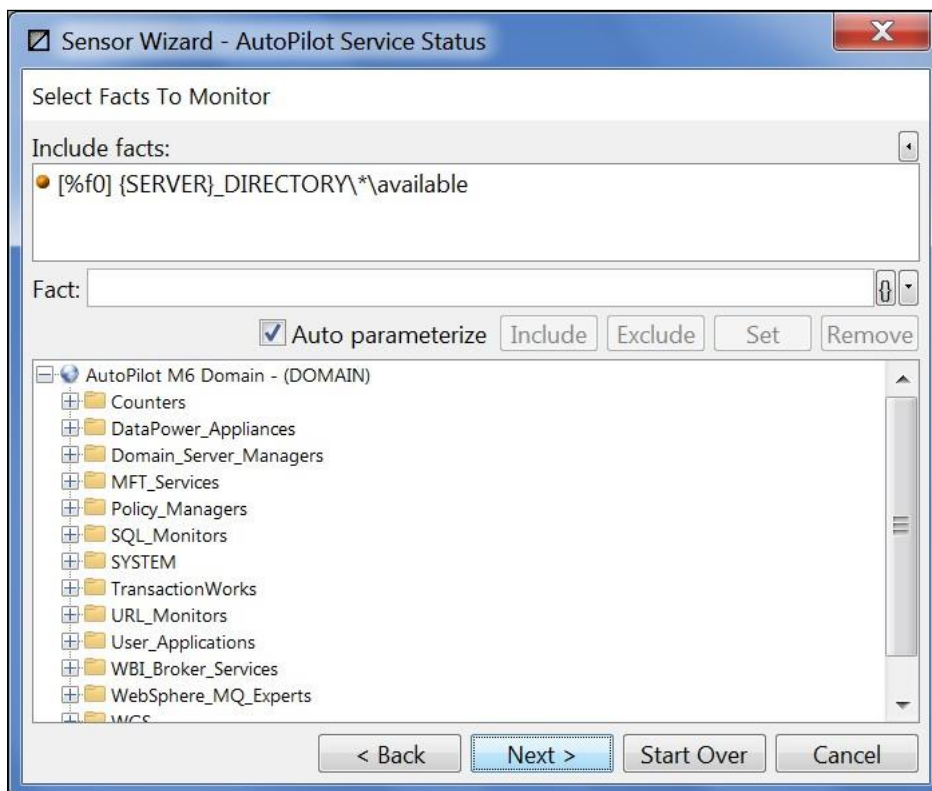 Sensor Wizard - AutoPilot Service Status
Select Facts To Monitor
Include facts:
[%f0] {SERVER}_DIRECTORY\*\available
Fact:
{}
Auto parameterize Include Exclude Set Remove
AutoPilot M6 Domain - (DOMAIN)
Counters
DataPower_Appliances
Domain_Server_Managers
MFT_Services
Policy_Managers
SQL_Monitors
SYSTEM
TransactionWorks
URL_Monitors
User_Applications
WBI_Broker_Services
WebSphere_MQ_Experts
< Back Next > Start Over Cancel